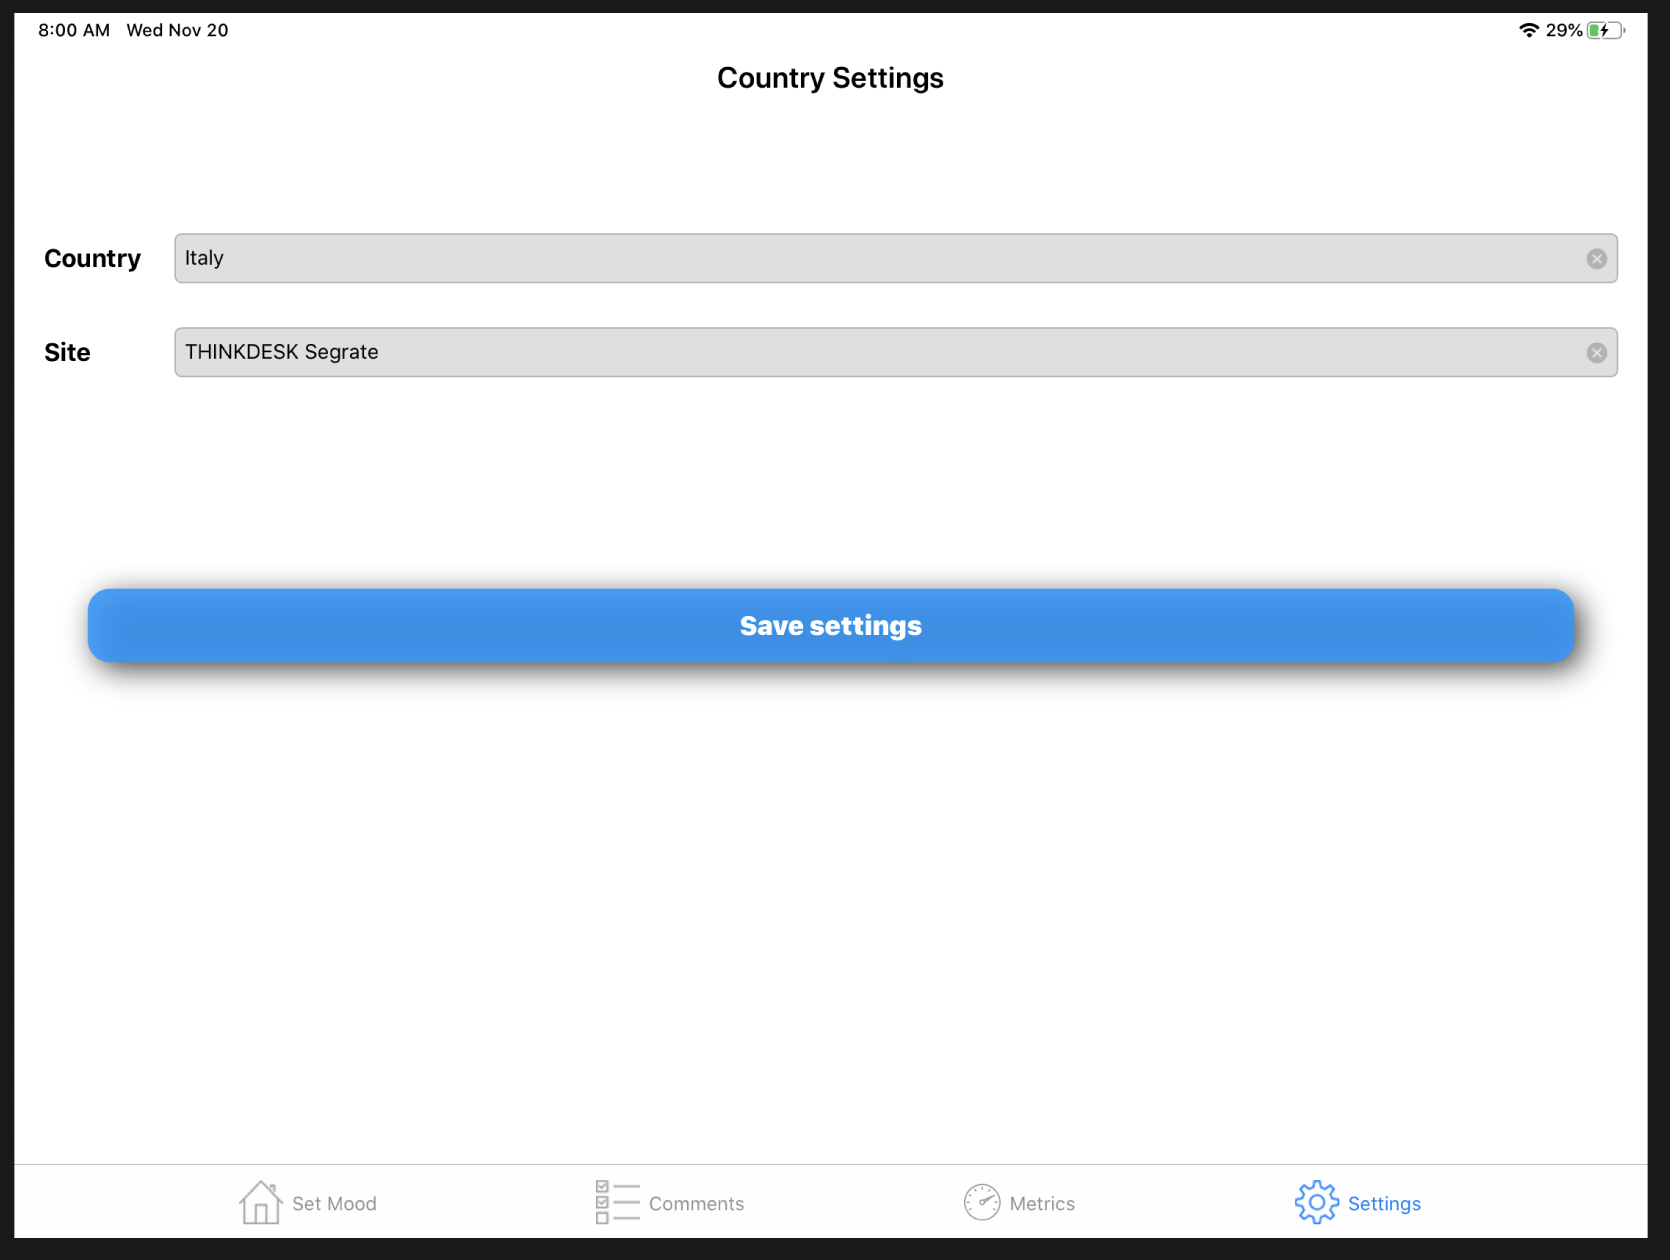 8:00 AM Wed Nov 20 29%
Country Settings
Country Italy
Site THINKDESK Segrate
Save settings
Set Mood Comments Metrics Settings